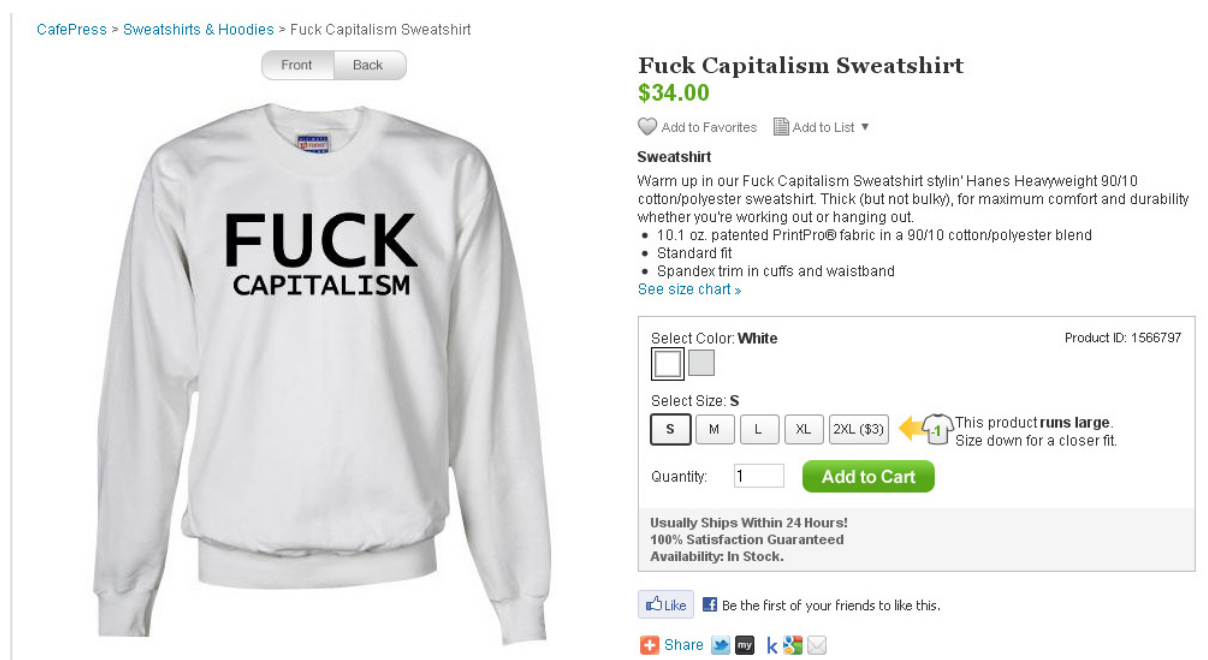 CafePress > Sweatshirts & Hoodies > Fuck Capitalism Sweatshirt
Front Back
FUCK
CAPITALISM
Fuck Capitalism Sweatshirt
$34.00
Add to Favorites Add to List ▼
Sweatshirt
Warm up in our Fuck Capitalism Sweatshirt stylin' Hanes Heavyweight 90/10
cotton/polyester sweatshirt. Thick (but not bulky), for maximum comfort and durability
whether you're working out or hanging out.
• 10.1 oz. patented PrintPro® fabric in a 90/10 cotton/polyester blend
• Standard fit
• Spandex trim in cuffs and waistband
See size chart »
Select Color: White Product ID: 1566797
Select Size: S
S M L XL 2XL ($3) -1 This product runs large.
Size down for a closer fit.
Quantity: 1 Add to Cart
Usually Ships Within 24 Hours!
100% Satisfaction Guaranteed
Availability: In Stock.
Like f Be the first of your friends to like this.
Share my k g